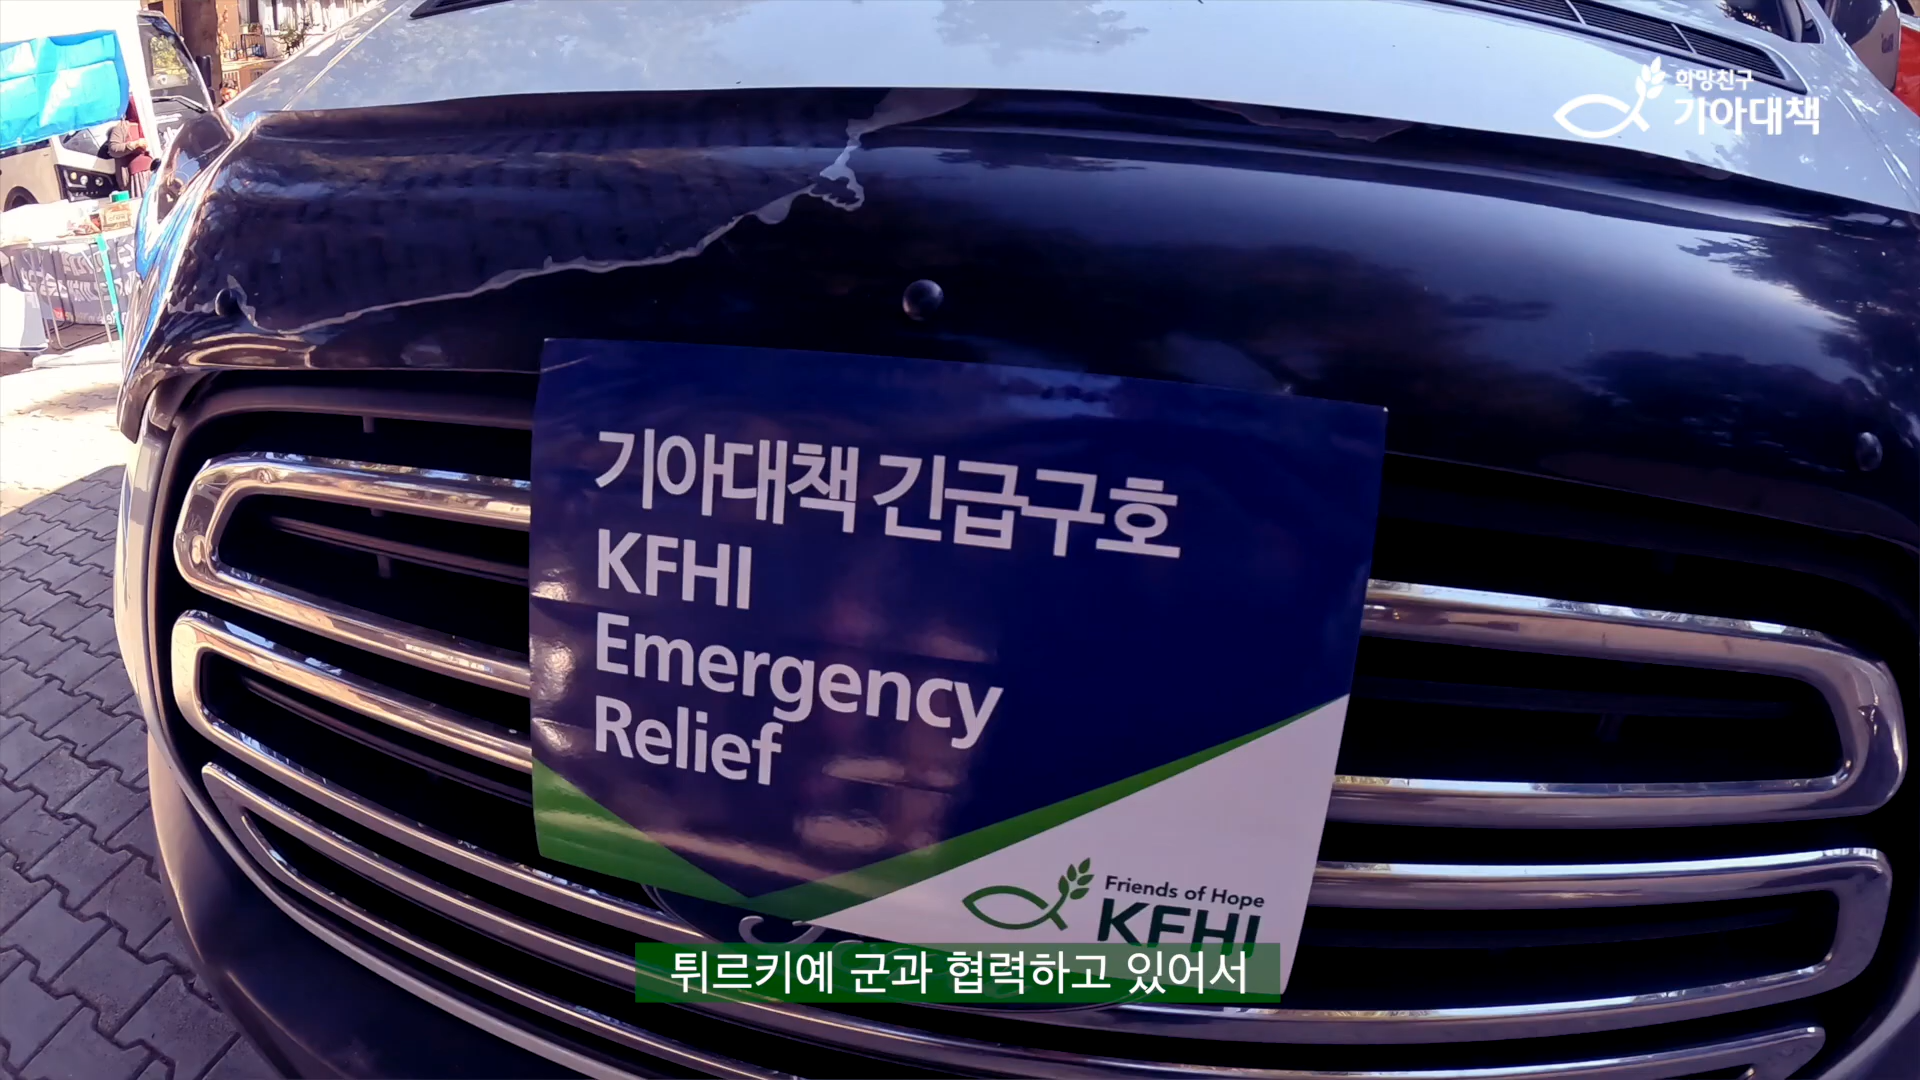 희망친구
기아대책
기아대책 긴급구호
KFHI
Emergency
Relief
Friends of Hope
KFHI
튀르키예 군과 협력하고 있어서